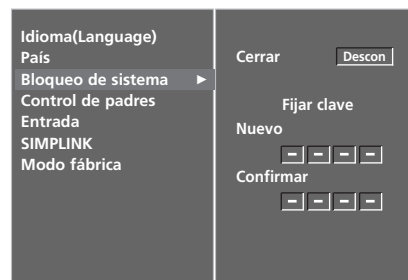 Idioma(Language)
País
Bloqueo de sistema ►
Control de padres
Entrada
SIMPLINK
Modo fábrica
Cerrar Descon
Fijar clave
Nuevo
– – – –
Confirmar
– – – –